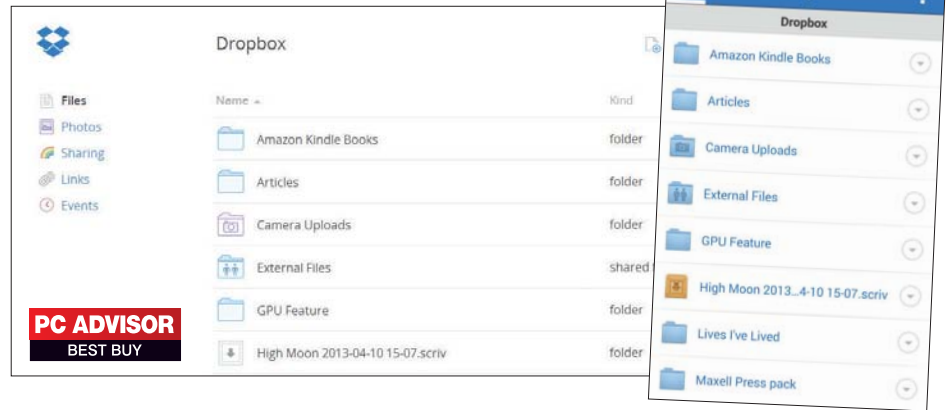 Dropbox
Files
Photos
Sharing
Links
Events
Name
Kind
Amazon Kindle Books
folder
Articles
folder
Camera Uploads
folder
External Files
shared
GPU Feature
folder
High Moon 2013-04-10 15-07.scriv
folder
PC ADVISOR
BEST BUY
Dropbox
Amazon Kindle Books
Articles
Camera Uploads
External Files
GPU Feature
High Moon 2013...4-10 15-07.scriv
Lives I've Lived
Maxell Press pack